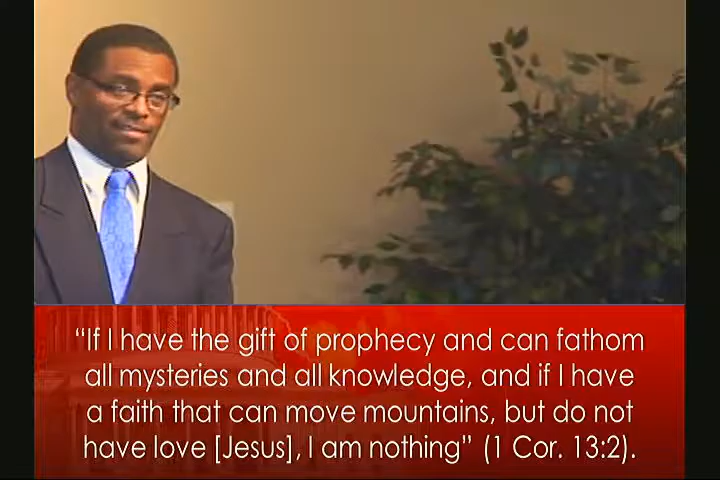 “If I have the gift of prophecy and can fathom
all mysteries and all knowledge, and if I have
a faith that can move mountains, but do not
have love [Jesus], I am nothing” (1 Cor. 13:2).